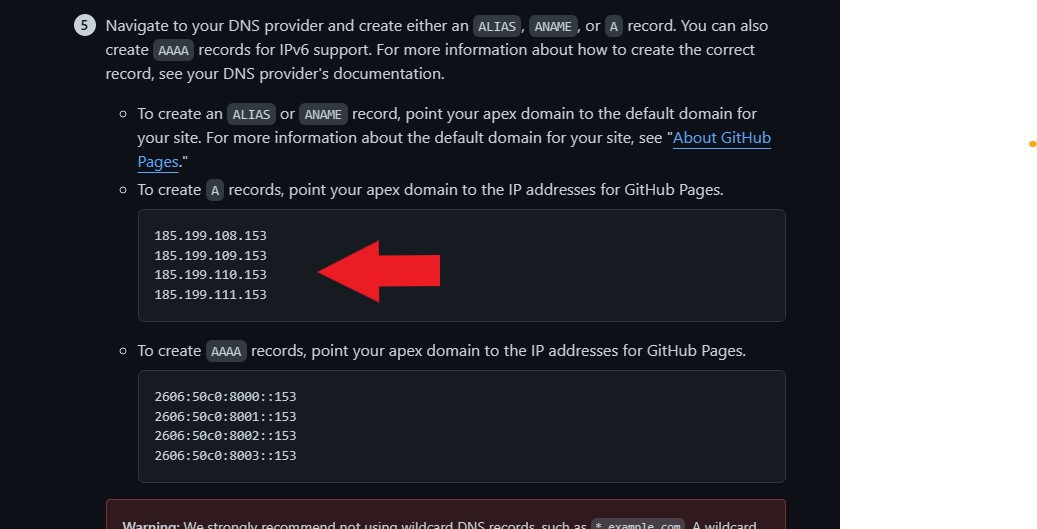 5 Navigate to your DNS provider and create either an ALIAS, ANAME, or A record. You can also
create AAAA records for IPv6 support. For more information about how to create the correct
record, see your DNS provider's documentation.
To create an ALIAS or ANAME record, point your apex domain to the default domain for
your site. For more information about the default domain for your site, see "About GitHub
Pages."
To create A records, point your apex domain to the IP addresses for GitHub Pages.
185.199.108.153
185.199.109.153
185.199.110.153
185.199.111.153
To create AAAA records, point your apex domain to the IP addresses for GitHub Pages.
2606:50c0:8000::153
2606:50c0:8001::153
2606:50c0:8002::153
2606:50c0:8003::153
Warning: We strongly recommend not using wildcard DNS records, such as *.example.com. A wildcard